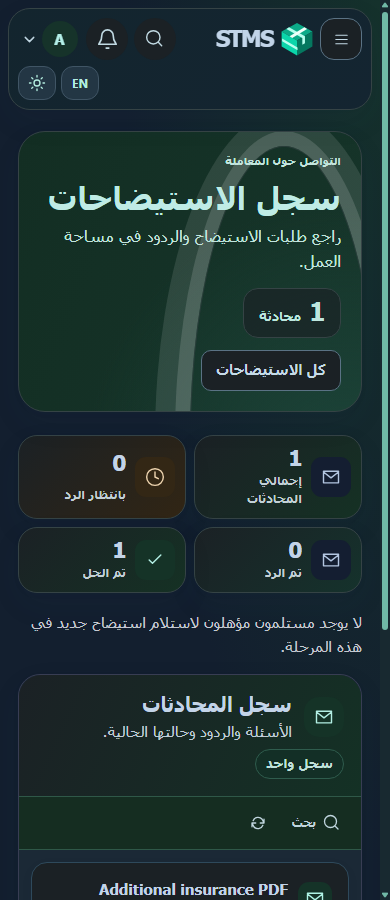 STMS
A
EN
التواصل حول المعاملة
سجل الاستيضاحات
راجع طلبات الاستيضاح والردود في مساحة
العمل.
1 محادثة
كل الاستيضاحات
1
إجمالي
المحادثات
0
بانتظار الرد
0
تم الرد
1
تم الحل
لا يوجد مستلمون مؤهلون لاستلام استيضاح جديد في
هذه المرحلة.
سجل المحادثات
الأسئلة والردود وحالتها الحالية.
سجل واحد
بحث
Additional insurance PDF